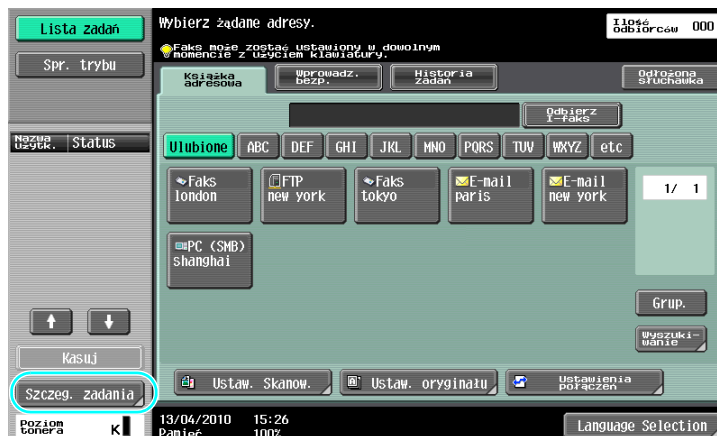 Lista zadań
Spr. trybu
Nazwa użytk.
Status
Kasuj
Szczeg. zadania
Poziom tonera
K
Wybierz żądane adresy.
Ilość odbiorców
000
Faks może zostać ustawiony w dowolnym
momencie z użyciem klawiatury.
Książka adresowa
Wprowadz. bezp.
Historia zadań
Odłożona słuchawka
Odbierz I-faks
Ulubione
ABC
DEF
GHI
JKL
MNO
PQRS
TUV
WXYZ
etc
Faks
london
FTP
new york
Faks
tokyo
E-mail
paris
E-mail
new york
1/ 1
PC (SMB)
shanghai
Grup.
Wyszuki-
wanie
Ustaw. Skanow.
Ustaw. oryginału
Ustawienia połączeń
13/04/2010 15:26
Pamięć 100%
Language Selection